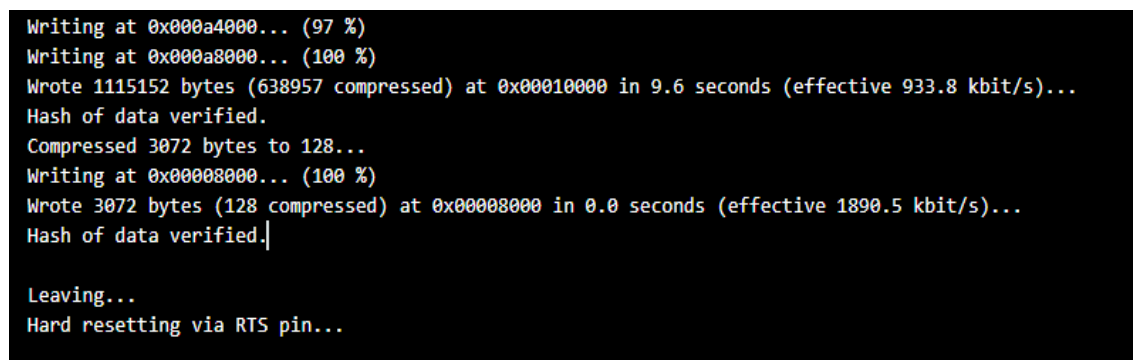 Writing at 0x000a4000... (97 %)
Writing at 0x000a8000... (100 %)
Wrote 1115152 bytes (638957 compressed) at 0x00010000 in 9.6 seconds (effective 933.8 kbit/s)...
Hash of data verified.
Compressed 3072 bytes to 128...
Writing at 0x00008000... (100 %)
Wrote 3072 bytes (128 compressed) at 0x00008000 in 0.0 seconds (effective 1890.5 kbit/s)...
Hash of data verified.
Leaving...
Hard resetting via RTS pin...